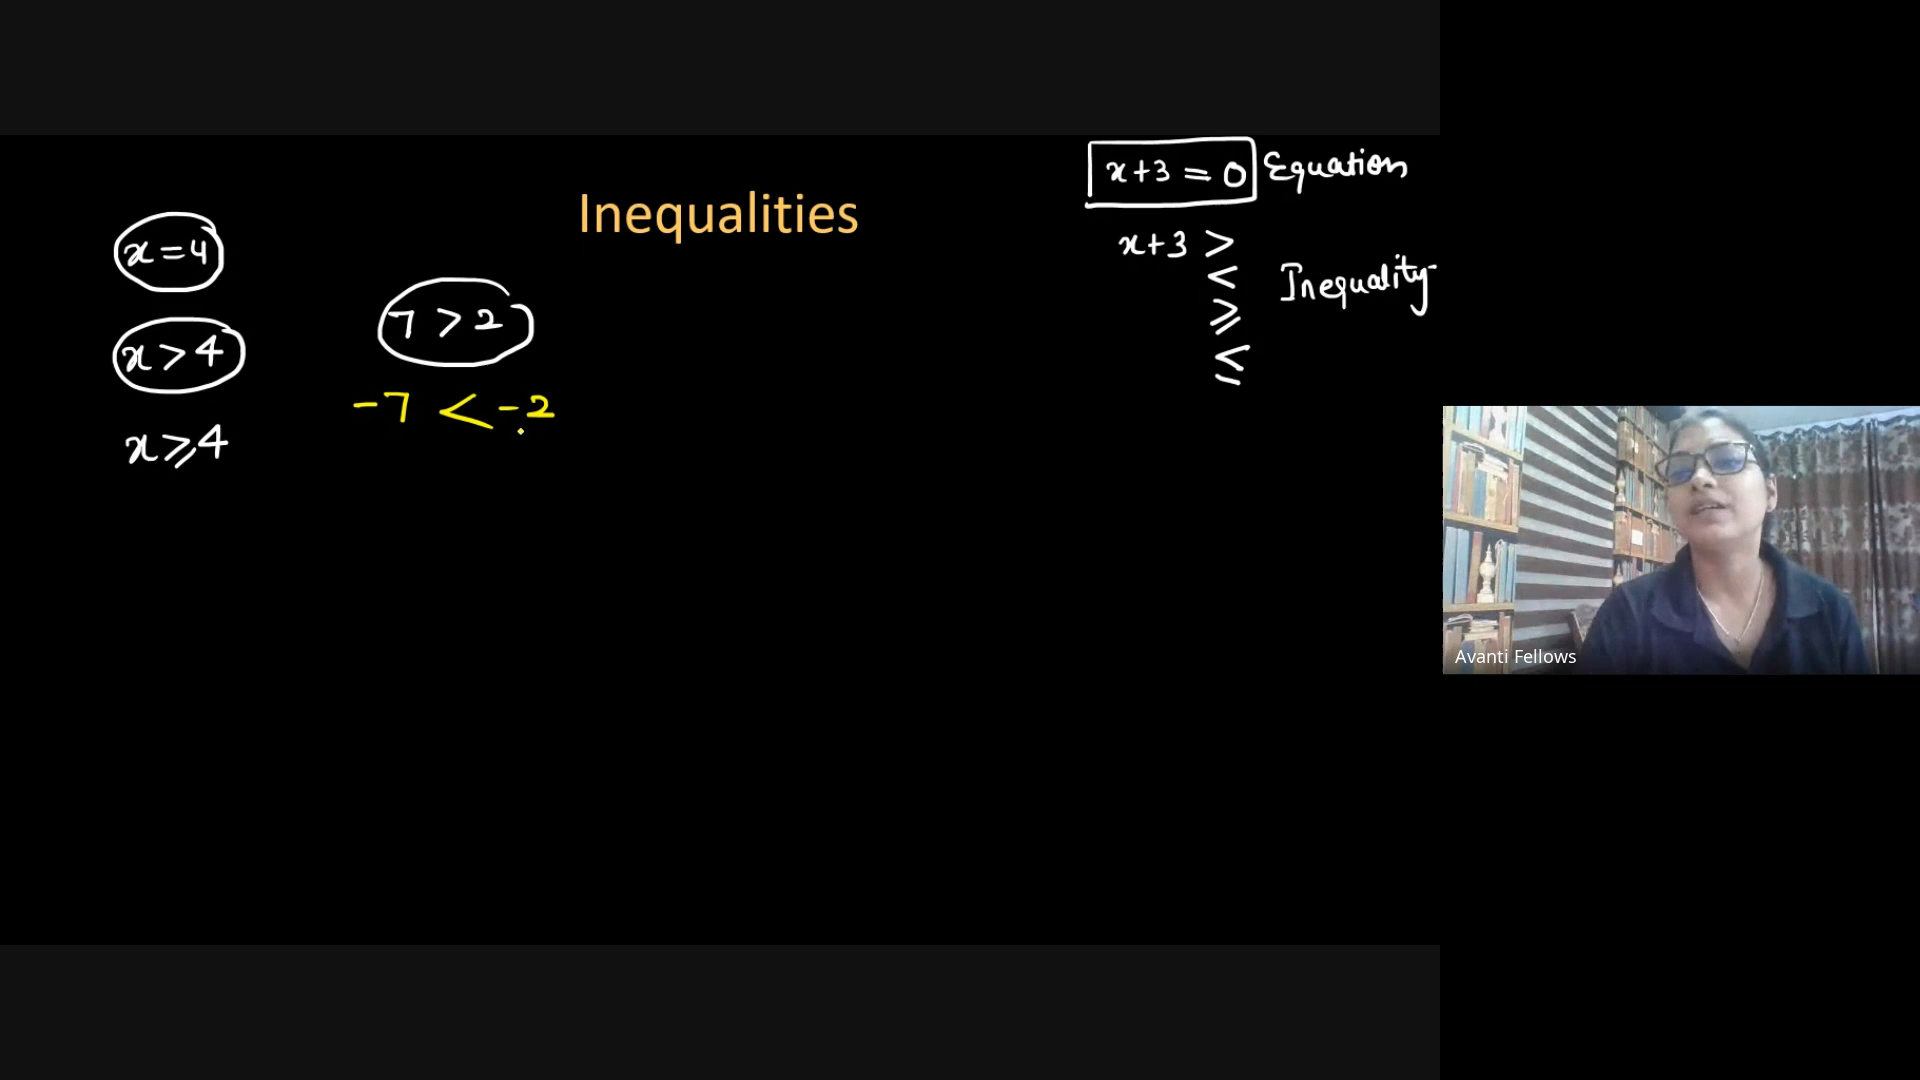 Inequalities
x = 4
x > 4
x ⩾ 4
7 > 2
-7 < -2
x+3 = 0 Equation
x+3 >
<
⩾
≤
Inequality
Avanti Fellows